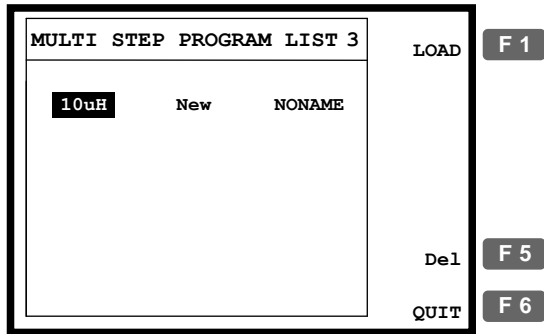 MULTI STEP PROGRAM LIST 3
LOAD F 1
10uH New NONAME
Del F 5
QUIT F 6